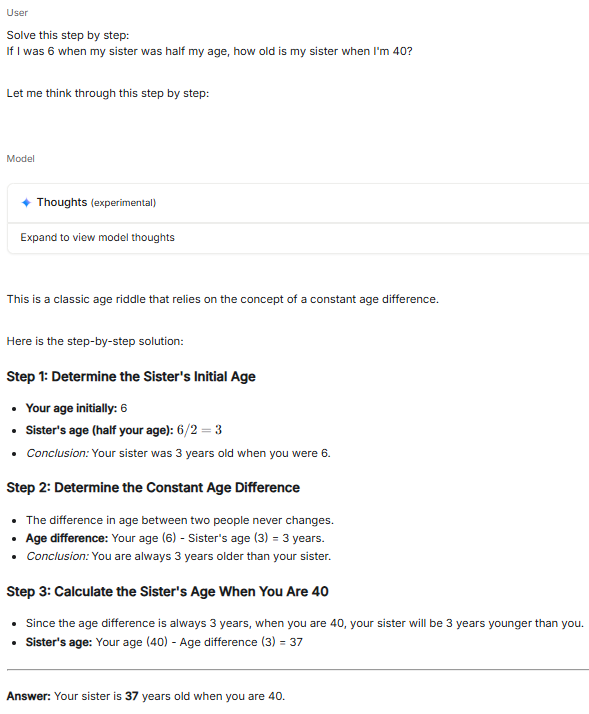 User
Solve this step by step:
If I was 6 when my sister was half my age, how old is my sister when I'm 40?
Let me think through this step by step:
Model
Thoughts (experimental)
Expand to view model thoughts
This is a classic age riddle that relies on the concept of a constant age difference.
Here is the step-by-step solution:
Step 1: Determine the Sister's Initial Age
• Your age initially: 6
• Sister's age (half your age): 6/2 = 3
• Conclusion: Your sister was 3 years old when you were 6.
Step 2: Determine the Constant Age Difference
• The difference in age between two people never changes.
• Age difference: Your age (6) - Sister's age (3) = 3 years.
• Conclusion: You are always 3 years older than your sister.
Step 3: Calculate the Sister's Age When You Are 40
• Since the age difference is always 3 years, when you are 40, your sister will be 3 years younger than you.
• Sister's age: Your age (40) - Age difference (3) = 37
Answer: Your sister is 37 years old when you are 40.